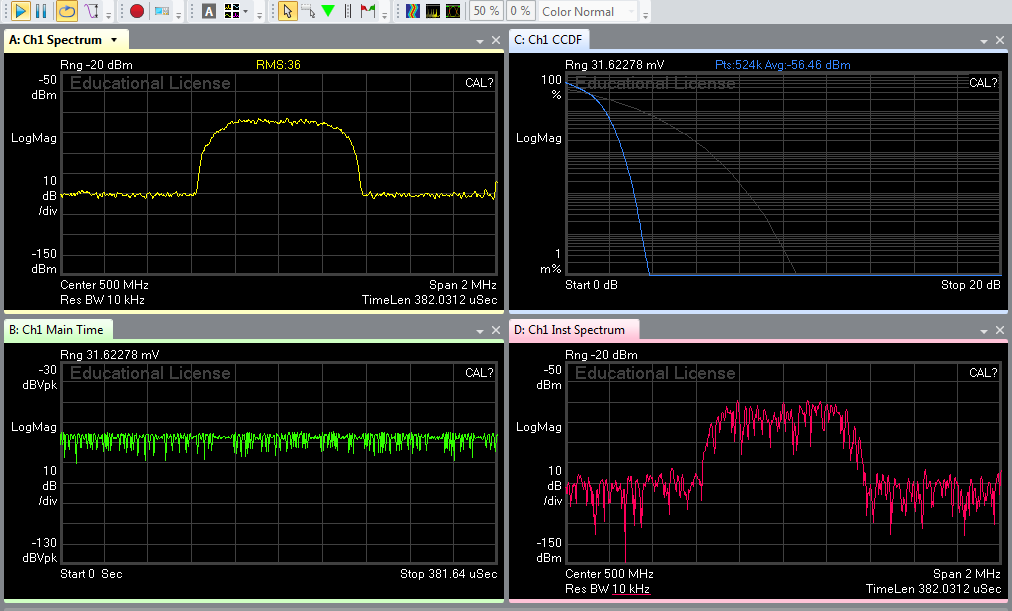 A
50 %
0 %
Color Normal
A: Ch1 Spectrum
Rng -20 dBm
RMS:36
-50
dBm
Educational License
CAL?
LogMag
10
dB
/div
-150
dBm
Center 500 MHz
Span 2 MHz
Res BW 10 kHz
TimeLen 382.0312 uSec
C: Ch1 CCDF
Rng 31.62278 mV
Pts:524k Avg:-56.46 dBm
100
%
Educational License
CAL?
LogMag
1
m%
Start 0 dB
Stop 20 dB
B: Ch1 Main Time
Rng 31.62278 mV
-30
dBVpk
Educational License
CAL?
LogMag
10
dB
/div
-130
dBVpk
Start 0 Sec
Stop 381.64 uSec
D: Ch1 Inst Spectrum
Rng -20 dBm
-50
dBm
Educational License
CAL?
LogMag
10
dB
/div
-150
dBm
Center 500 MHz
Span 2 MHz
Res BW 10 kHz
TimeLen 382.0312 uSec